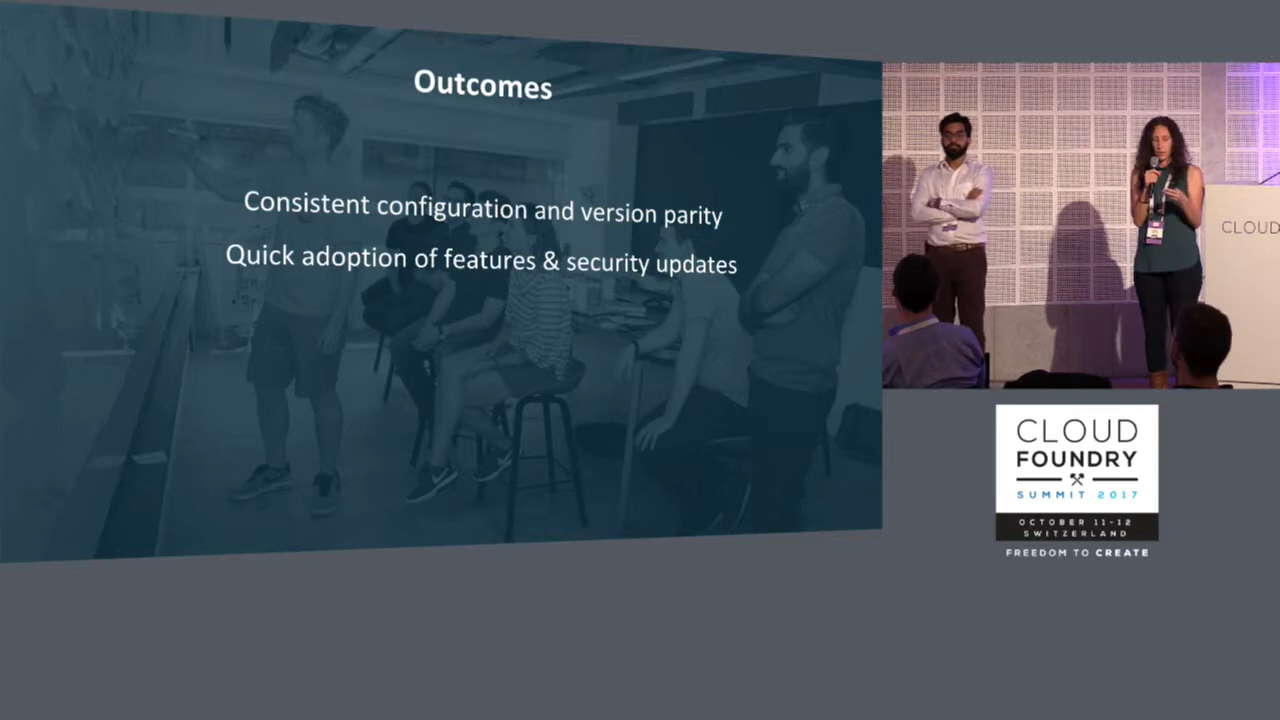 Outcomes
Consistent configuration and version parity
Quick adoption of features & security updates
CLOUD
CLOUD
FOUNDRY
SUMMIT 2017
OCTOBER 11-12
SWITZERLAND
FREEDOM TO CREATE